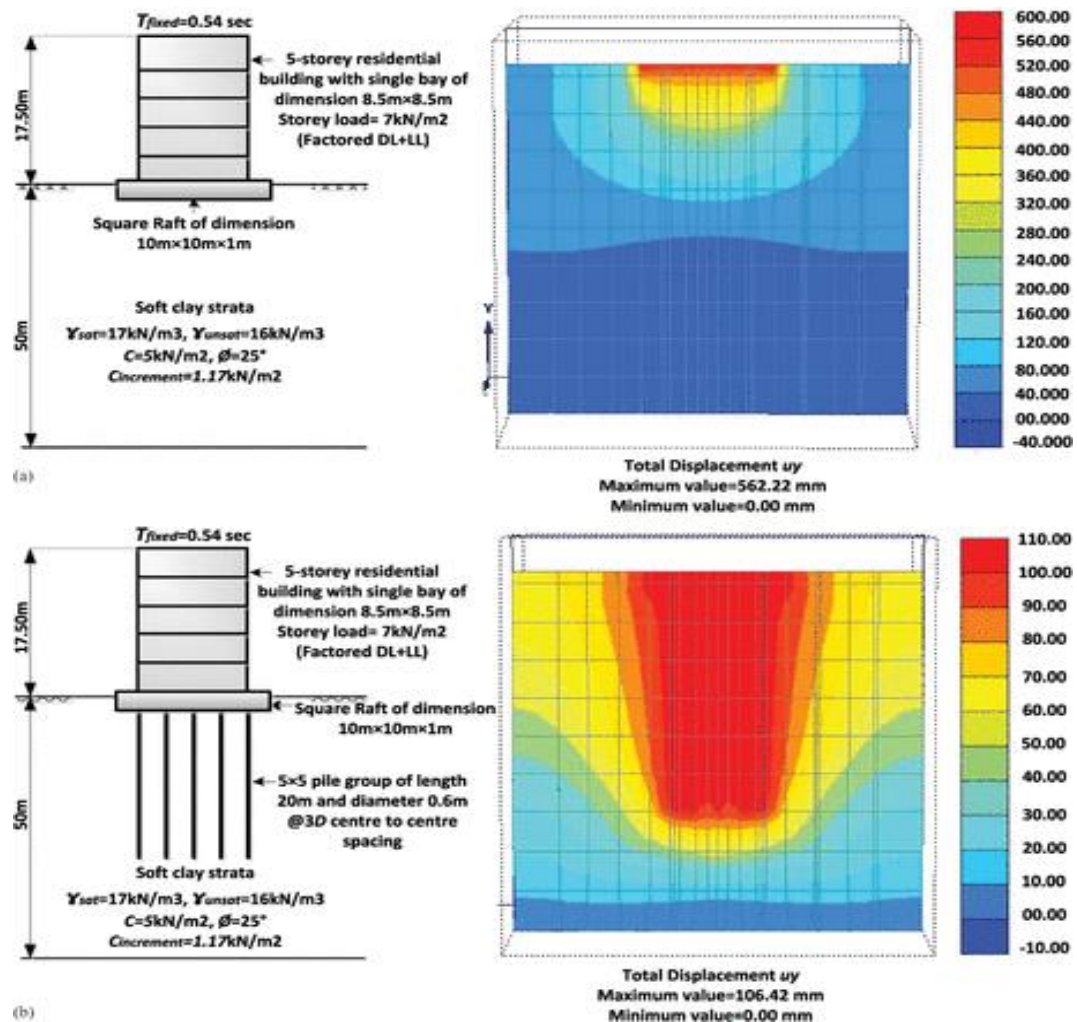 Tfixed=0.54 sec
17.50m
5-storey residential
building with single bay of
dimension 8.5m×8.5m
Storey load= 7kN/m2
(Factored DL+LL)
Square Raft of dimension
10m×10m×1m
50m
Soft clay strata
ɣsat=17kN/m3, ɣunsat=16kN/m3
C=5kN/m2, Ø=25°
Cincrement=1.17kN/m2
(a)
Y
600.00
560.00
520.00
480.00
440.00
400.00
360.00
320.00
280.00
240.00
200.00
160.00
120.00
80.000
40.000
00.000
-40.000
Total Displacement uy
Maximum value=562.22 mm
Minimum value=0.00 mm
Tfixed=0.54 sec
17.50m
5-storey residential
building with single bay of
dimension 8.5m×8.5m
Storey load= 7kN/m2
(Factored DL+LL)
Square Raft of dimension
10m×10m×1m
50m
5×5 pile group of length
20m and diameter 0.6m
@3D centre to centre
spacing
Soft clay strata
ɣsat=17kN/m3, ɣunsat=16kN/m3
C=5kN/m2, Ø=25°
Cincrement=1.17kN/m2
(b)
110.00
100.00
90.00
80.00
70.00
60.00
50.00
40.00
30.00
20.00
10.00
00.00
-10.00
Total Displacement uy
Maximum value=106.42 mm
Minimum value=0.00 mm